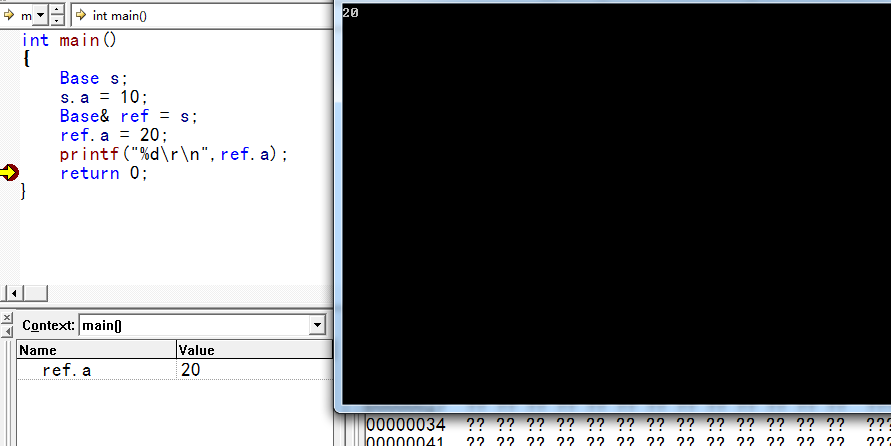 m
int main()
20
int main()
{
Base s;
s.a = 10;
Base& ref = s;
ref.a = 20;
printf("%d\r\n",ref.a);
return 0;
}
Context: main()
Name Value
ref.a 20
00000034 ?? ?? ?? ?? ?? ?? ?? ?? ?? ?? ?? ?? ?? ???
00000041 ?? ?? ?? ?? ?? ?? ?? ?? ?? ?? ?? ?? ?? ???